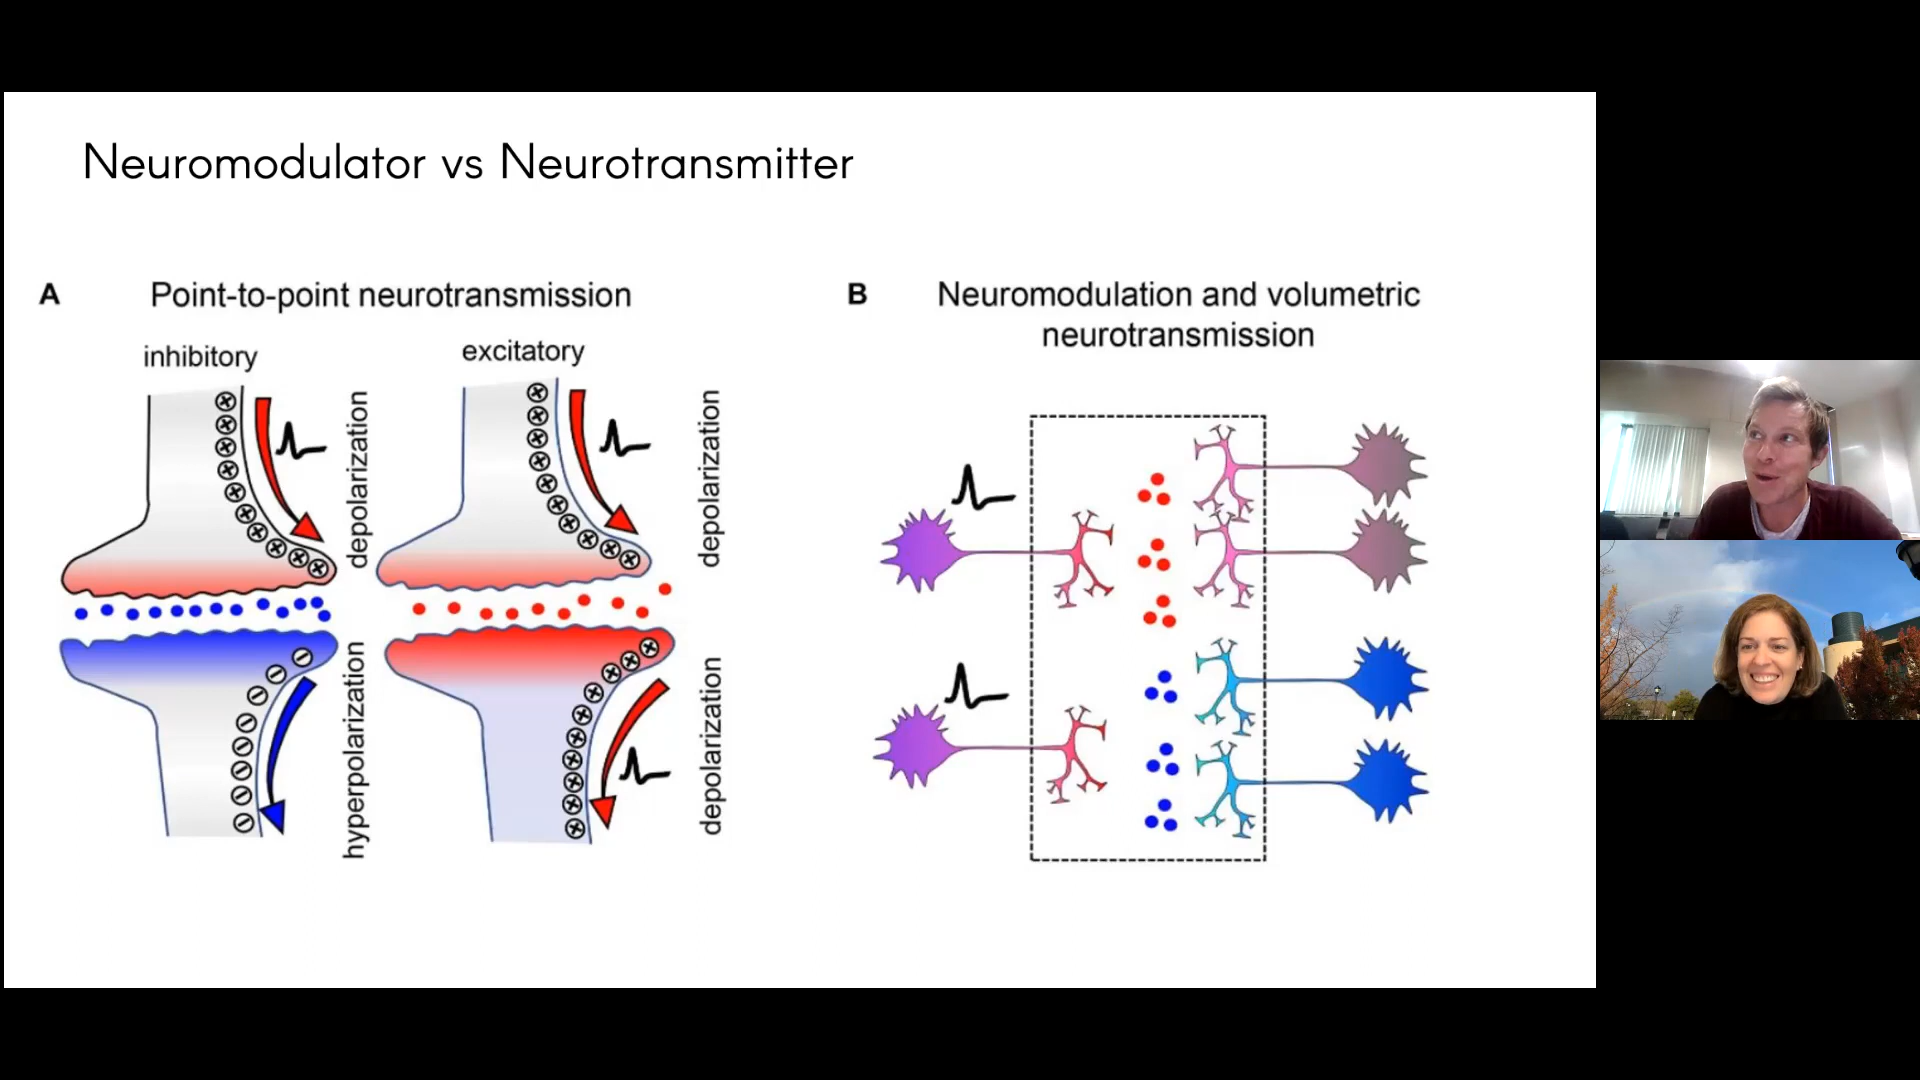 Neuromodulator vs Neurotransmitter
A
Point-to-point neurotransmission
inhibitory
excitatory
depolarization
hyperpolarization
depolarization
depolarization
B
Neuromodulation and volumetric
neurotransmission